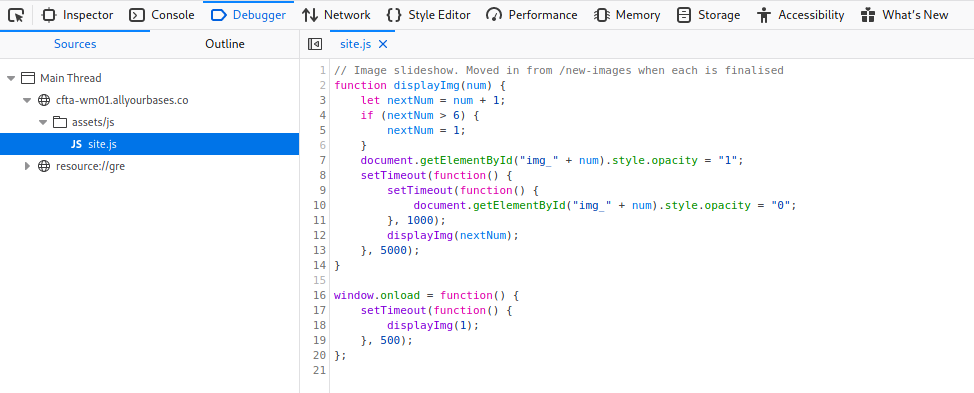 Inspector Console Debugger Network Style Editor Performance Memory Storage Accessibility What's New
Sources Outline
site.js
Main Thread
cfta-wm01.allyourbases.co
assets/js
JS site.js
resource://gre
1 // Image slideshow. Moved in from /new-images when each is finalised
2 function displayImg(num) {
3     let nextNum = num + 1;
4     if (nextNum > 6) {
5         nextNum = 1;
6     }
7     document.getElementById("img_" + num).style.opacity = "1";
8     setTimeout(function() {
9         setTimeout(function() {
10             document.getElementById("img_" + num).style.opacity = "0";
11         }, 1000);
12         displayImg(nextNum);
13     }, 5000);
14 }
15
16 window.onload = function() {
17     setTimeout(function() {
18         displayImg(1);
19     }, 500);
20 };
21